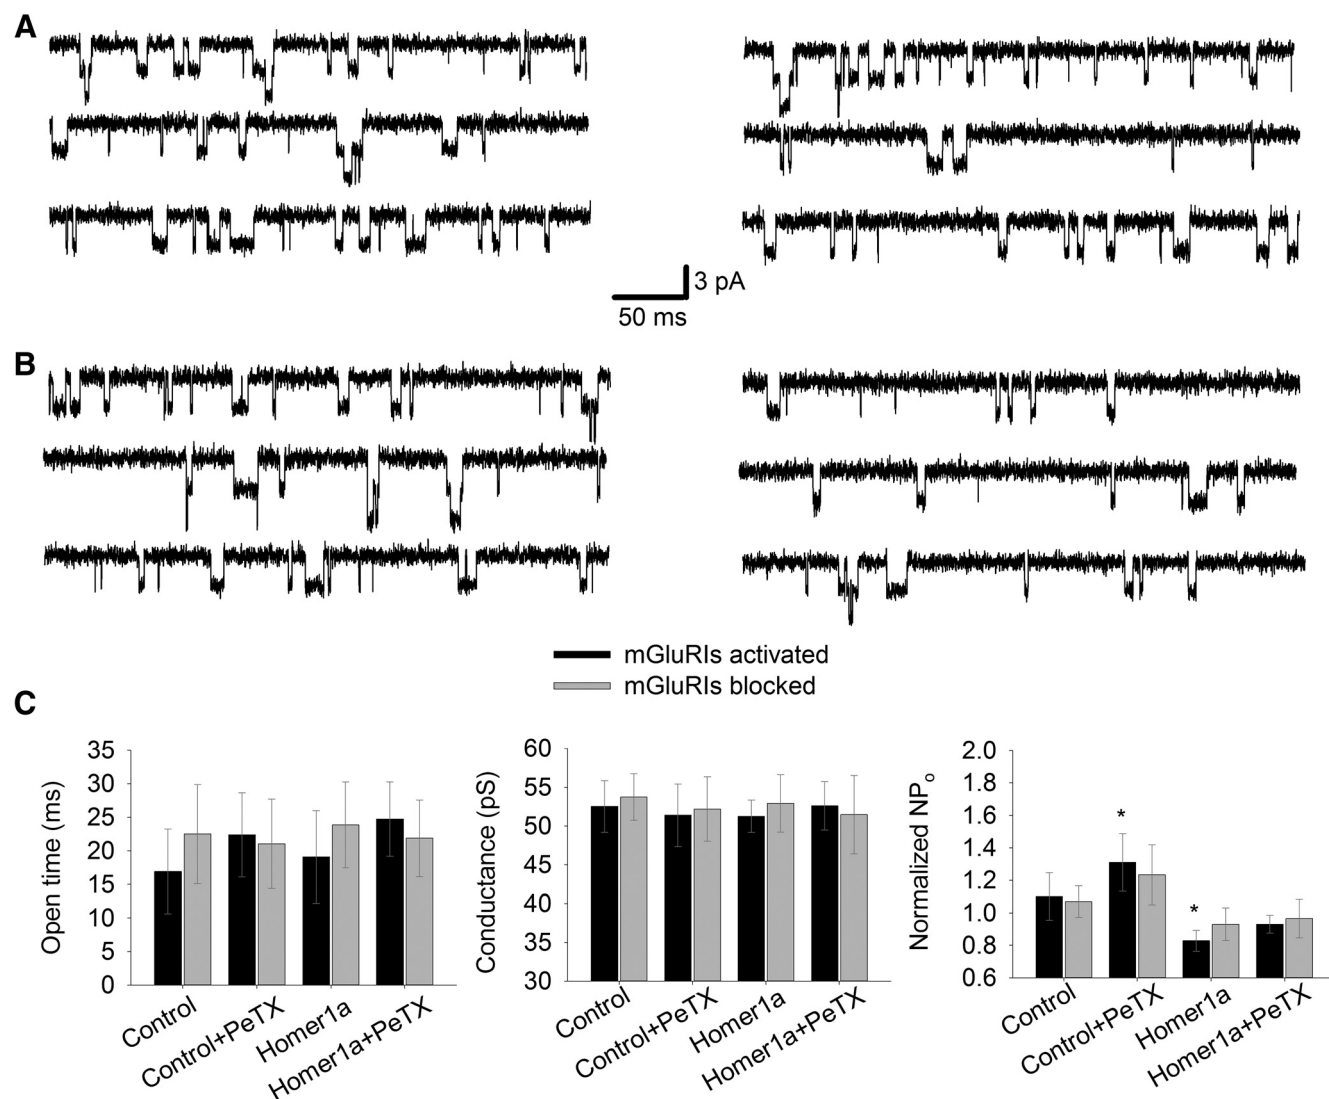 A
3 pA
50 ms
B
mGluRIs activated
mGluRIs blocked
C
Open time (ms)
35
30
25
20
15
10
5
0
Control
Control+PeTX
Homer1a
Homer1a+PeTX
Conductance (pS)
60
55
50
45
40
35
30
Control
Control+PeTX
Homer1a
Homer1a+PeTX
Normalized NPo
2.0
1.8
1.6
1.4
1.2
1.0
0.8
0.6
*
*
Control
Control+PeTX
Homer1a
Homer1a+PeTX